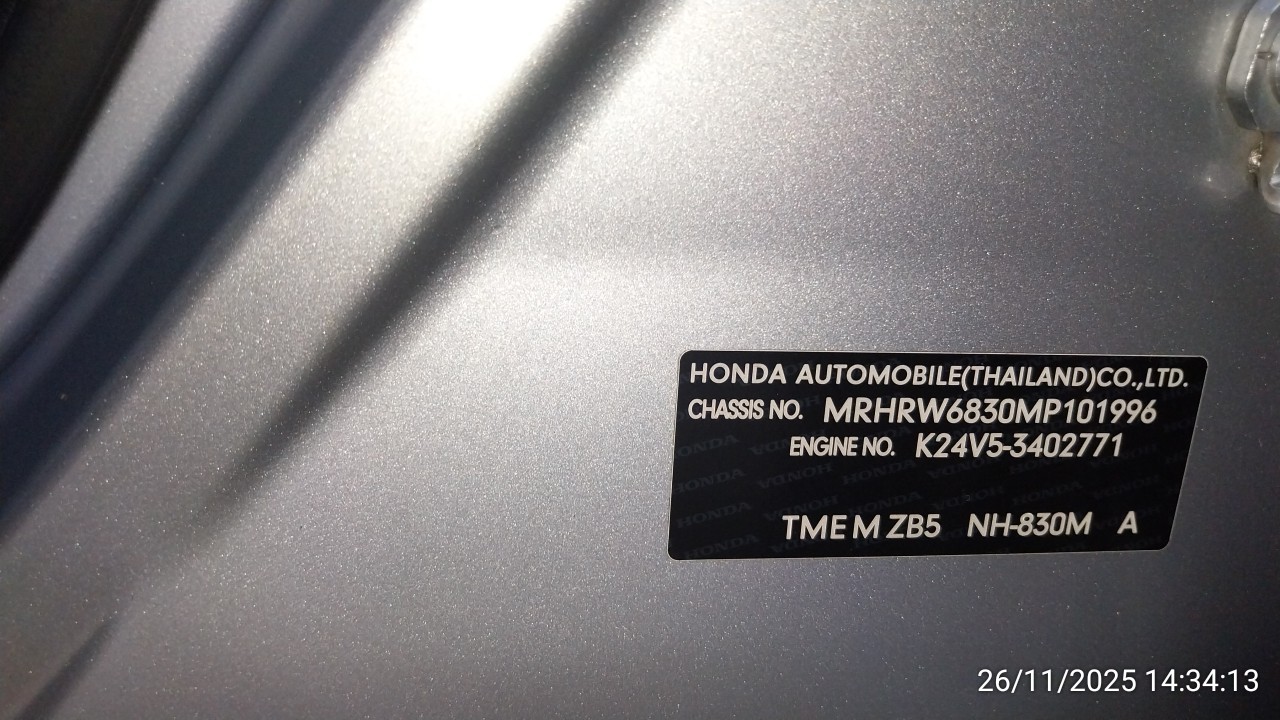 HONDA AUTOMOBILE(THAILAND)CO.,LTD.
CHASSIS NO. MRHRW6830MP101996
ENGINE NO. K24V5-3402771
TME M ZB5 NH-830M A
26/11/2025 14:34:13